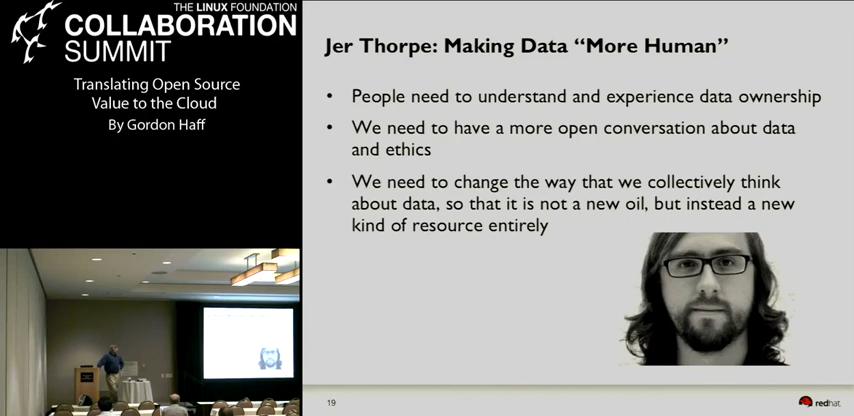 THE LINUX FOUNDATION
COLLABORATION
SUMMIT
Translating Open Source
Value to the Cloud
By Gordon Haff
Jer Thorpe: Making Data “More Human”
• People need to understand and experience data ownership
• We need to have a more open conversation about data
and ethics
• We need to change the way that we collectively think
about data, so that it is not a new oil, but instead a new
kind of resource entirely
19
redhat.